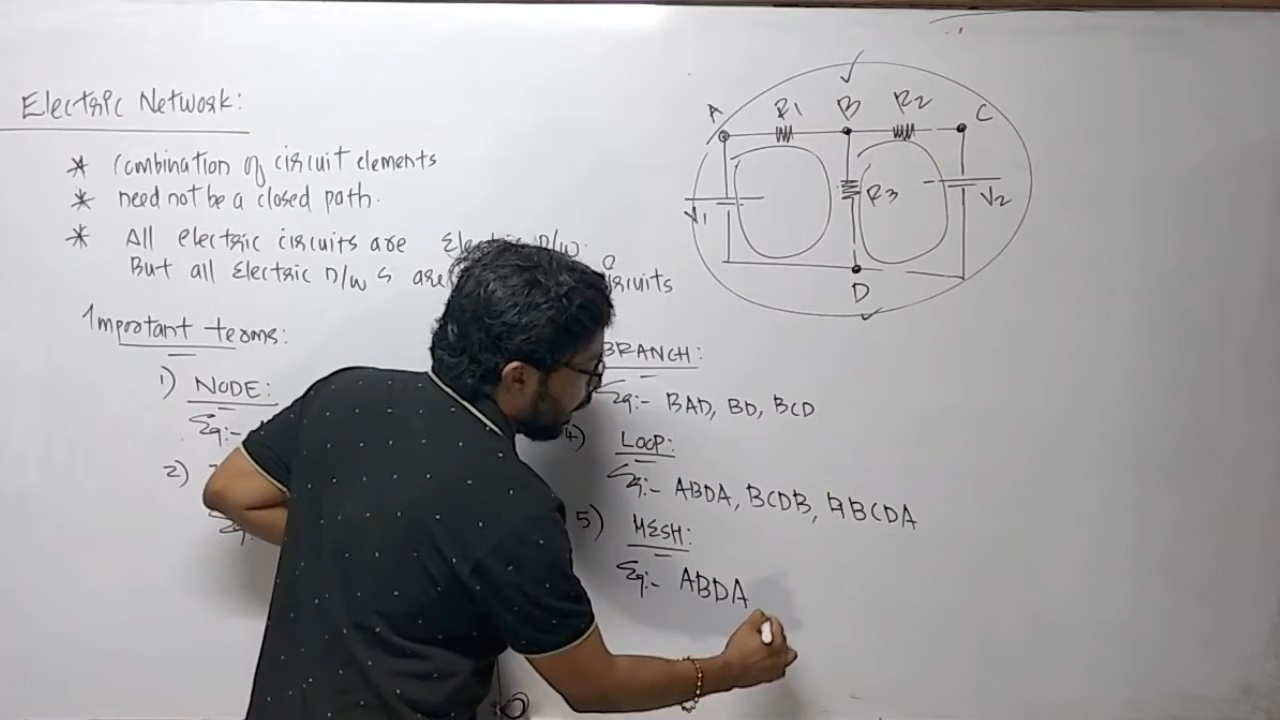 Electric Network:
* Combination of circuit elements
* need not be a closed path.
* All electric circuits are
But all Electric n/w s are
Important terms:
1) NODE:
Eg:-
2)
Eg:
BRANCH:
Eg:- BAD, BD, BCD
4) LOOP:
Eg:- ABDA, BCDB, ABCDA
5) MESH:
Eg:- ABDA
A R1 B R2 C
V1 R3 V2
D